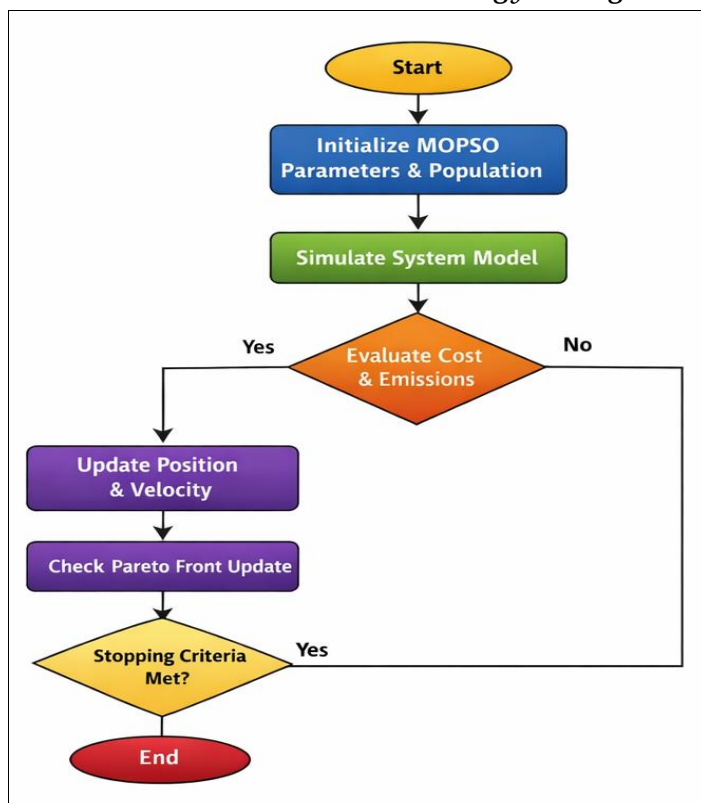 Start
Initialize MOPSO
Parameters & Population
Simulate System Model
Yes
Evaluate Cost
& Emissions
No
Update Position
& Velocity
Check Pareto Front Update
Stopping Criteria
Met?
Yes
End